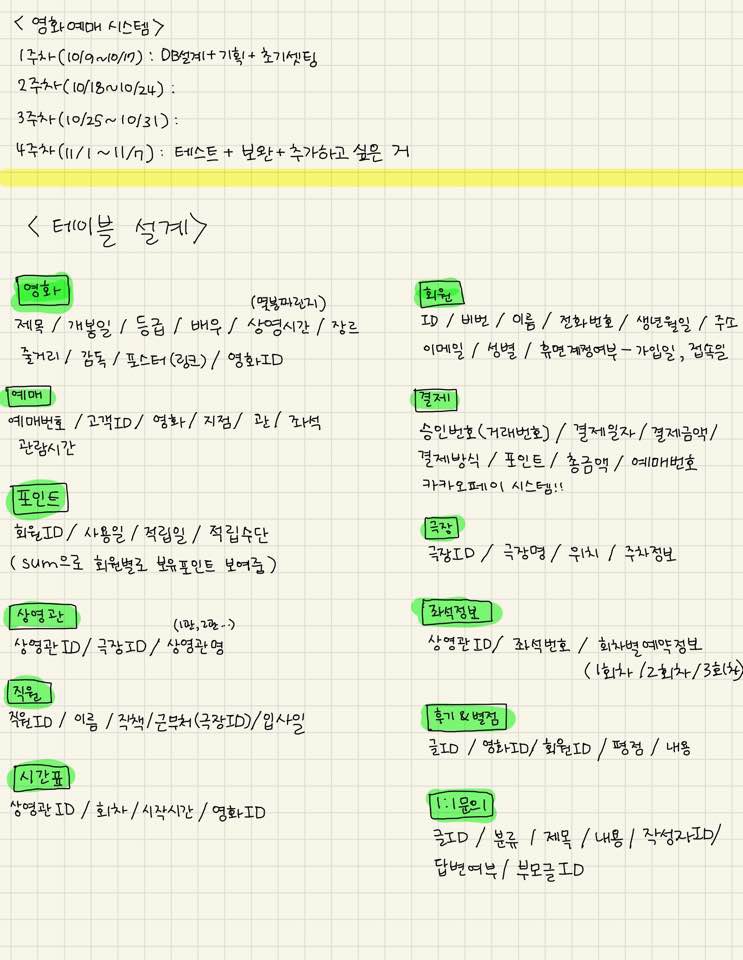 < 영화예매 시스템 >
1주차(10/9~10/17) : DB설계+기획+초기셋팅
2주차(10/18~10/24) :
3주차(10/25~10/31) :
4주차(11/1~11/7) : 테스트+ 보완+추가하고 싶은 거
< 테이블 설계 >
영화
(몇분짜린지)
제목 / 개봉일 / 등급 / 배우 / 상영시간 / 장르
줄거리 / 감독 / 포스터(링크) / 영화ID
예매
예매번호 / 고객ID / 영화 / 지점 / 관 / 좌석
관람시간
포인트
회원ID / 사용일 / 적립일 / 적립수단
(sum으로 회원별로 보유포인트 보여줌)
상영관
(1관, 2관…)
상영관ID / 극장ID / 상영관명
직원
직원ID / 이름 / 직책 / 근무처(극장ID) / 입사일
시간표
상영관ID / 회차 / 시작시간 / 영화ID
회원
ID / 비번 / 이름 / 전화번호 / 생년월일 / 주소
이메일 / 성별 / 휴면계정여부 - 가입일, 접속일
결제
승인번호(거래번호) / 결제일자 / 결제금액 /
결제방식 / 포인트 / 총금액 / 예매번호
카카오페이 시스템!!
극장
극장ID / 극장명 / 위치 / 주차정보
좌석정보
상영관ID / 좌석번호 / 회차별예약정보
(1회차 / 2회차 / 3회차)
후기&별점
글ID / 영화ID / 회원ID / 평점 / 내용
1:1문의
글ID / 분류 / 제목 / 내용 / 작성자ID /
답변여부 / 부모글ID